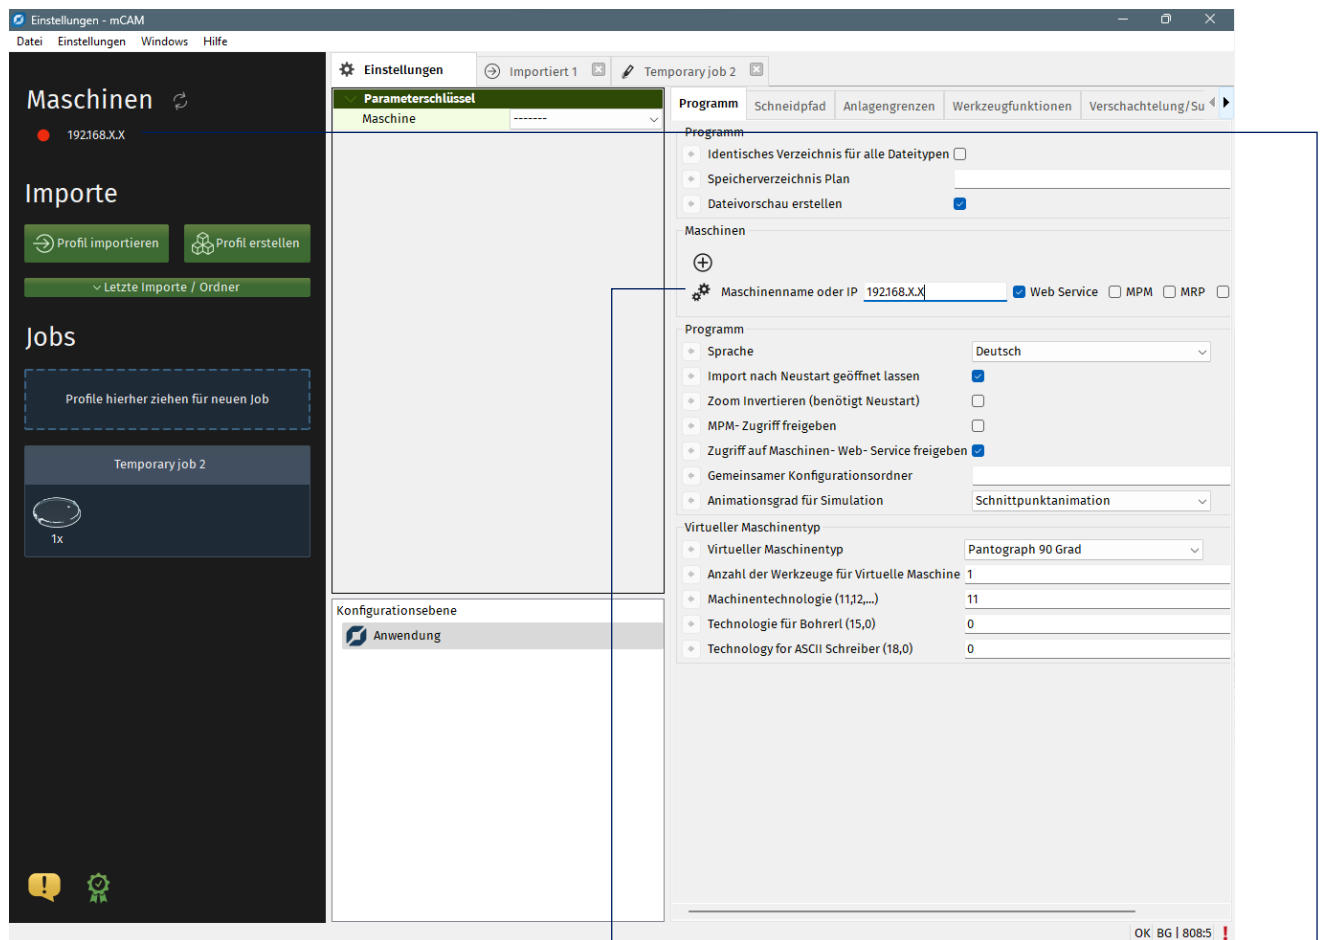 Einstellungen - mCAM
Datei Einstellungen Windows Hilfe
Maschinen
192.168.X.X
Importe
Profil importieren
Profil erstellen
Letzte Importe / Ordner
Jobs
Profile hierher ziehen für neuen Job
Temporary job 2
1x
Einstellungen
Importiert 1
Temporary job 2
Parameterschlüssel
Maschine -------
Konfigurationsebene
Anwendung
Programm Schneidpfad Anlagengrenzen Werkzeugfunktionen Verschachtelung/Su
Programm
Identisches Verzeichnis für alle Dateitypen
Speicherverzeichnis Plan
Dateivorschau erstellen
Maschinen
Maschinenname oder IP 192.168.X.X Web Service MPM MRP
Programm
Sprache Deutsch
Import nach Neustart geöffnet lassen
Zoom Invertieren (benötigt Neustart)
MPM- Zugriff freigeben
Zugriff auf Maschinen- Web- Service freigeben
Gemeinsamer Konfigurationsordner
Animationsgrad für Simulation Schnittpunktanimation
Virtueller Maschinentyp
Virtueller Maschinentyp Pantograph 90 Grad
Anzahl der Werkzeuge für Virtuelle Maschine 1
Machinentechnologie (11,12,...) 11
Technologie für Bohrerl (15,0) 0
Technology for ASCII Schreiber (18,0) 0
OK BG | 808:5